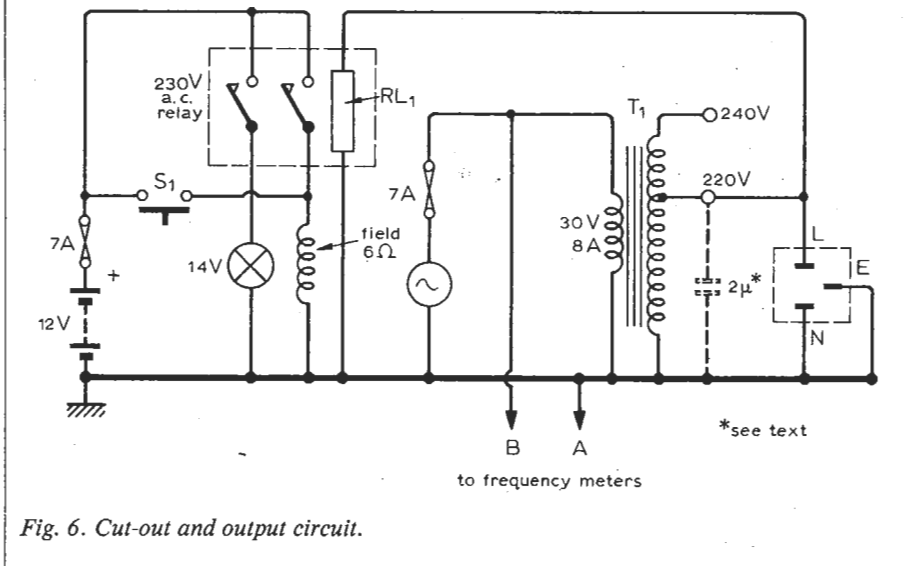 230V
a.c.
relay
RL1
S1
7A
+
12V
14V
field
6Ω
7A
~
30V
8A
T1
240V
220V
2μ*
L
E
N
B
A
to frequency meters
*see text
Fig. 6. Cut-out and output circuit.